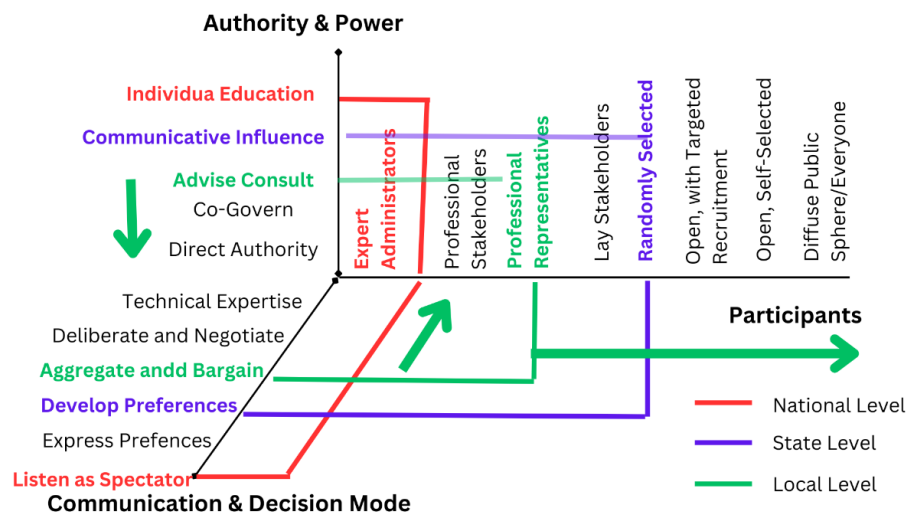 Authority & Power
Individua Education
Communicative Influence
Advise Consult
Co-Govern
Direct Authority
Expert
Administrators
Professional
Stakeholders
Professional
Representatives
Lay Stakeholders
Randomly Selected
Open, with Targeted
Recruitment
Open, Self-Selected
Diffuse Public
Sphere/Everyone
Technical Expertise
Deliberate and Negotiate
Aggregate andd Bargain
Develop Preferences
Express Prefences
Listen as Spectator
Communication & Decision Mode
Participants
National Level
State Level
Local Level